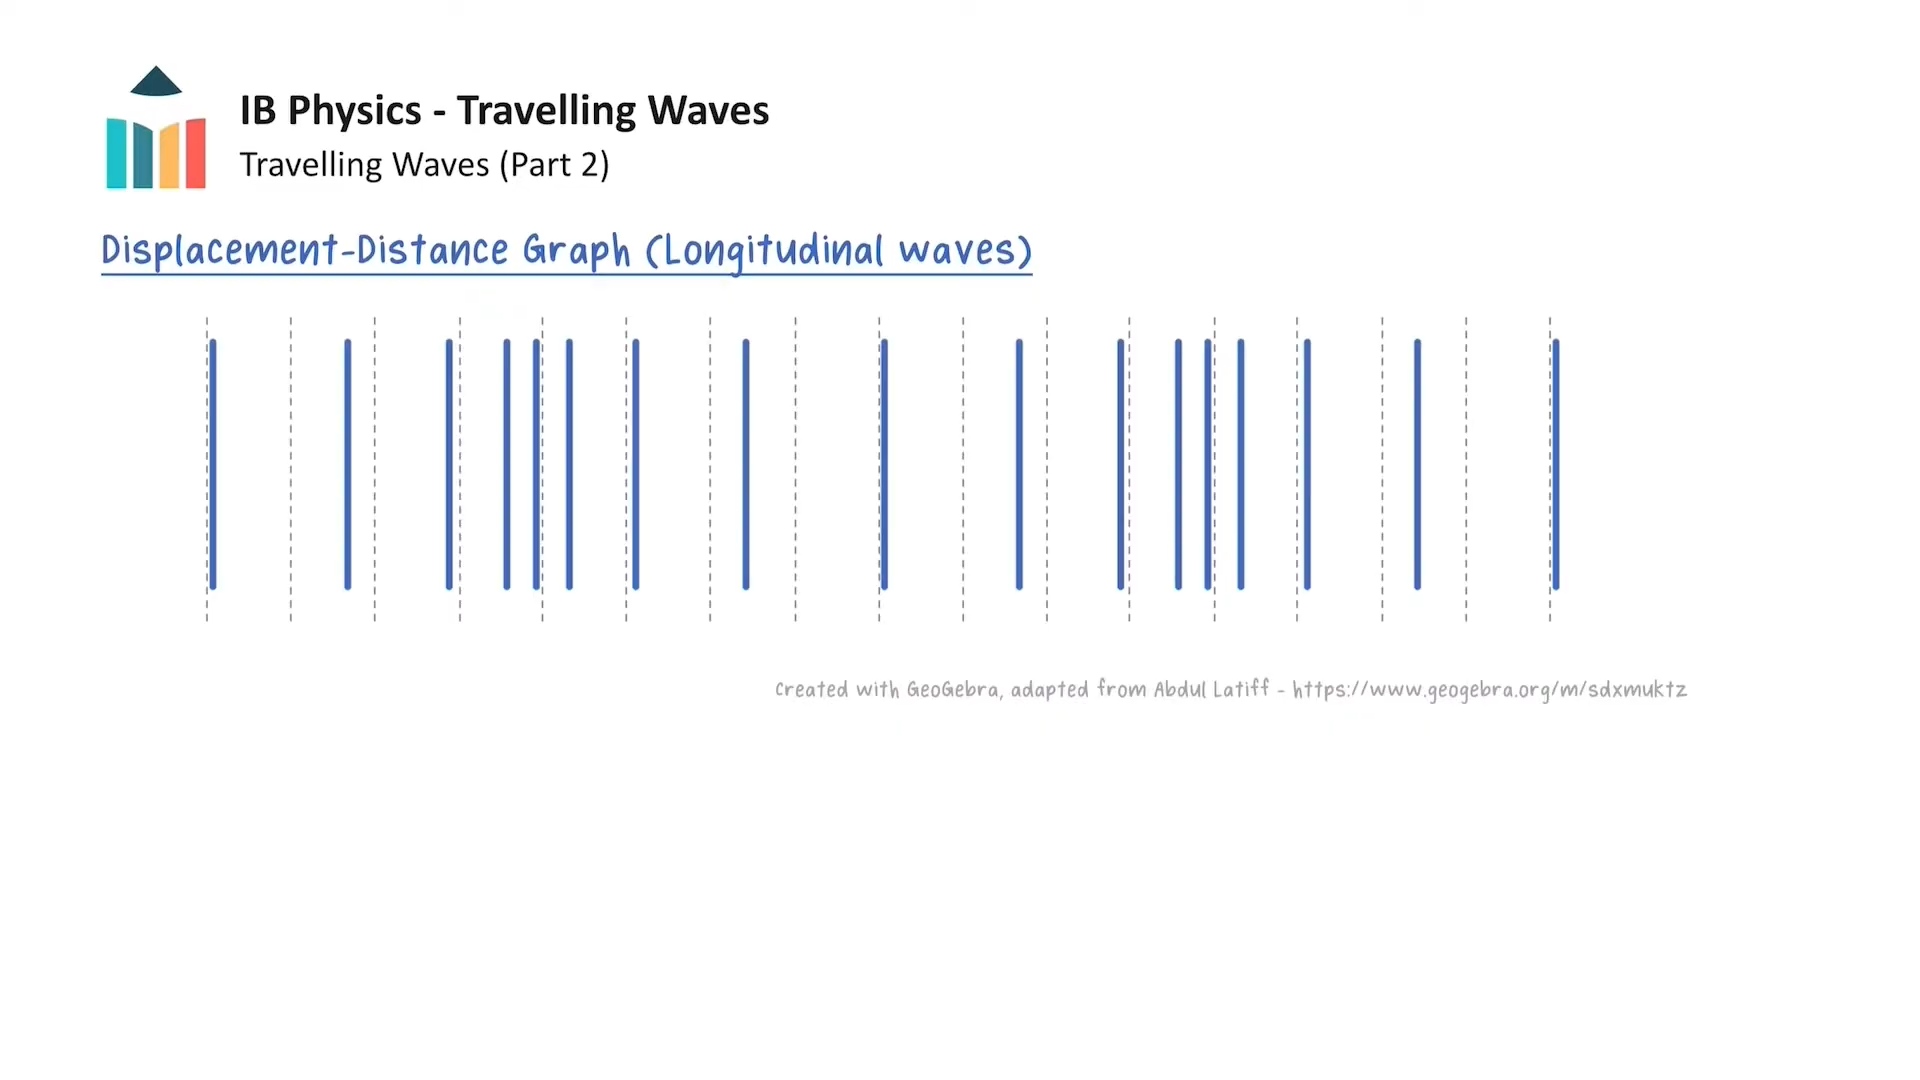 IB Physics - Travelling Waves
Travelling Waves (Part 2)
Displacement-Distance Graph (Longitudinal waves)
Created with GeoGebra, adapted from Abdul Latiff - https://www.geogebra.org/m/sdxmuktz